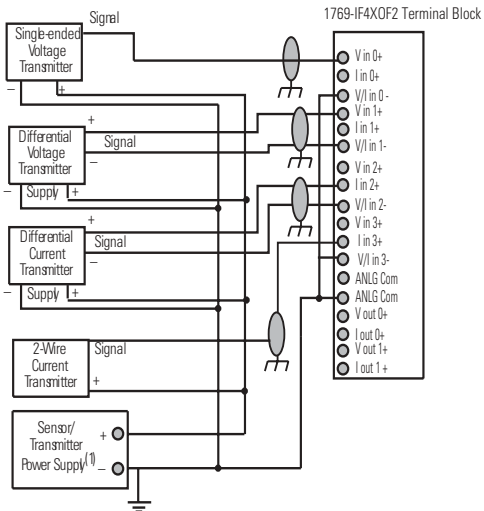 1769-IF4XOF2 Terminal Block
Signal
Single-ended
Voltage
Transmitter
– +
Differential
Voltage
Transmitter
+
Signal
–
– Supply +
Differential
Current
Transmitter
+
Signal
–
– Supply +
2-Wire
Current
Transmitter
Signal
+
Sensor/
Transmitter
Power Supply(1)
+
–
V in 0+
I in 0+
V/I in 0 -
V in 1+
I in 1+
V/I in 1-
V in 2+
I in 2+
V/I in 2-
V in 3+
I in 3+
V/I in 3-
ANLG Com
ANLG Com
V out 0+
I out 0+
V out 1+
I out 1 +